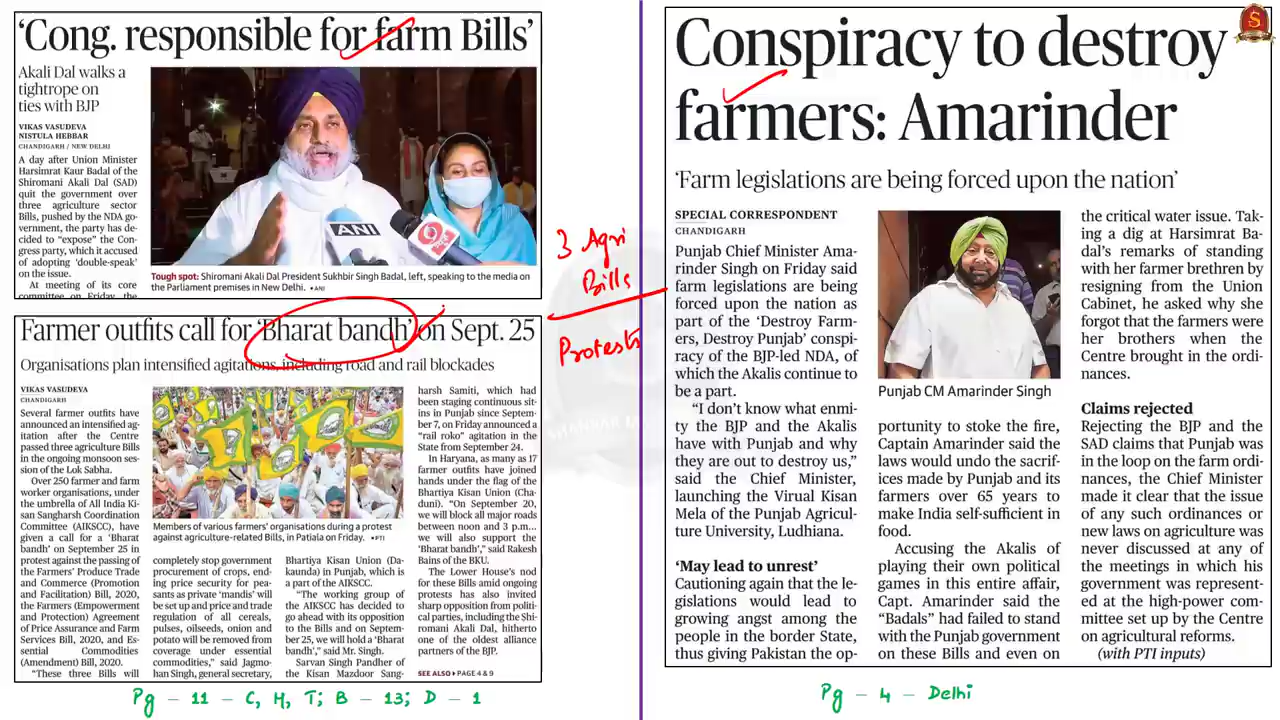 'Cong. responsible for farm Bills'
Akali Dal walks a
tightrope on
ties with BJP
VIKAS VASUDEVA
NISTULA HEBBAR
CHANDIGARH / NEW DELHI
A day after Union Minister
Harsimrat Kaur Badal of the
Shiromani Akali Dal (SAD)
quit the government over
three agriculture sector
Bills, pushed by the NDA go-
vernment, the party has de-
cided to "expose" the Con-
gress party, which it accused
of adopting 'double-speak'
on the issue.
At meeting of its core
committee on Friday, the
ANI
9
Tough spot: Shiromani Akali Dal President Sukhbir Singh Badal, left, speaking to the media on
the Parliament premises in New Delhi. • ANI
Farmer outfits call for 'Bharat bandh' on Sept. 25
Organisations plan intensified agitations, including road and rail blockades
VIKAS VASUDEVA
CHANDIGARH
Several farmer outfits have
announced an intensified ag-
itation after the Centre
passed three agriculture Bills
in the ongoing monsoon ses-
sion of the Lok Sabha.
Over 250 farmer and farm
worker organisations, under
the umbrella of All India Ki-
san Sangharsh Coordination
Committee (AIKSCC), have
given a call for a 'Bharat
bandh' on September 25 in
protest against the passing of
the Farmers' Produce Trade
and Commerce (Promotion
and Facilitation) Bill, 2020,
the Farmers (Empowerment
and Protection) Agreement
of Price Assurance and Farm
Services Bill, 2020, and Es-
sential Commodities
(Amendment) Bill, 2020.
"These three Bills will
Members of various farmers' organisations during a protest
against agriculture-related Bills, in Patiala on Friday. • PTI
completely stop government
procurement of crops, end-
ing price security for pea-
sants as private 'mandis' will
be set up and price and trade
regulation of all cereals,
pulses, oilseeds, onion and
potato will be removed from
coverage under essential
commodities," said Jagmo-
han Singh, general secretary,
Bhartiya Kisan Union (Da-
kaunda) in Punjab, which is
a part of the AIKSCC.
"The working group of
the AIKSCC has decided to
go ahead with its opposition
to the Bills and on Septem-
ber 25, we will hold a 'Bharat
bandh'," said Mr. Singh.
Sarvan Singh Pandher of
the Kisan Mazdoor Sang-
harsh Samiti, which had
been staging continuous sit-
ins in Punjab since Septem-
ber 7, on Friday announced a
"rail roko" agitation in the
State from September 24.
In Haryana, as many as 17
farmer outfits have joined
hands under the flag of the
Bhartiya Kisan Union (Cha-
duni). "On September 20,
we will block all major roads
between noon and 3 p.m...
we will also support the
'Bharat bandh'," said Rakesh
Bains of the BKU.
The Lower House's nod
for these Bills amid ongoing
protests has also invited
sharp opposition from politi-
cal parties, including the Shi-
romani Akali Dal, hitherto
one of the oldest alliance
partners of the BJP.
SEE ALSO ▸ PAGE 4 & 9
Pg - 11 - C, H, T; B - 13; D - 1
3 Agri
Bills
Protests
Conspiracy to destroy
farmers: Amarinder
'Farm legislations are being forced upon the nation'
SPECIAL CORRESPONDENT
CHANDIGARH
Punjab Chief Minister Ama-
rinder Singh on Friday said
farm legislations are being
forced upon the nation as
part of the 'Destroy Farm-
ers, Destroy Punjab' conspi-
racy of the BJP-led NDA, of
which the Akalis continue to
be a part.
"I don't know what enmi-
ty the BJP and the Akalis
have with Punjab and why
they are out to destroy us,"
said the Chief Minister,
launching the Virual Kisan
Mela of the Punjab Agricul-
ture University, Ludhiana.
'May lead to unrest'
Cautioning again that the le-
gislations would lead to
growing angst among the
people in the border State,
thus giving Pakistan the op-
Punjab CM Amarinder Singh
portunity to stoke the fire,
Captain Amarinder said the
laws would undo the sacrif-
ices made by Punjab and its
farmers over 65 years to
make India self-sufficient in
food.
Accusing the Akalis of
playing their own political
games in this entire affair,
Capt. Amarinder said the
"Badals" had failed to stand
with the Punjab government
on these Bills and even on
the critical water issue. Tak-
ing a dig at Harsimrat Ba-
dal's remarks of standing
with her farmer brethren by
resigning from the Union
Cabinet, he asked why she
forgot that the farmers were
her brothers when the
Centre brought in the ordi-
nances.
Claims rejected
Rejecting the BJP and the
SAD claims that Punjab was
in the loop on the farm ordi-
nances, the Chief Minister
made it clear that the issue
of any such ordinances or
new laws on agriculture was
never discussed at any of
the meetings in which his
government was represent-
ed at the high-power com-
mittee set up by the Centre
on agricultural reforms.
(with PTI inputs)
Pg - 4 - Delhi
S